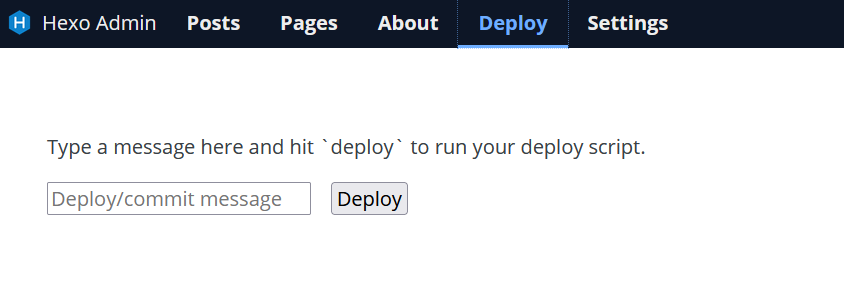 Hexo Admin Posts Pages About Deploy Settings
Type a message here and hit `deploy` to run your deploy script.
Deploy/commit message Deploy